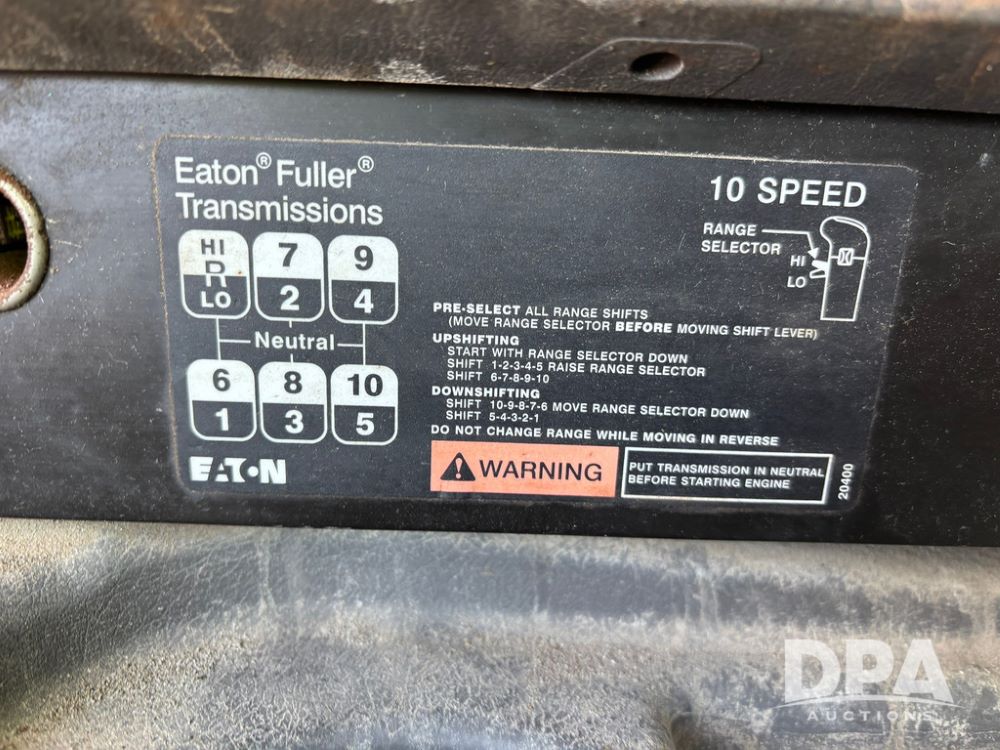 Eaton® Fuller®
Transmissions
10 SPEED
RANGE
SELECTOR
HI
LO
HI 7 9
R
LO 2 4
Neutral
6 8 10
1 3 5
EATON
PRE-SELECT ALL RANGE SHIFTS
(MOVE RANGE SELECTOR BEFORE MOVING SHIFT LEVER)
UPSHIFTING
START WITH RANGE SELECTOR DOWN
SHIFT 1-2-3-4-5 RAISE RANGE SELECTOR
SHIFT 6-7-8-9-10
DOWNSHIFTING
SHIFT 10-9-8-7-6 MOVE RANGE SELECTOR DOWN
SHIFT 5-4-3-2-1
DO NOT CHANGE RANGE WHILE MOVING IN REVERSE
WARNING
PUT TRANSMISSION IN NEUTRAL
BEFORE STARTING ENGINE
20400
DPA
AUCTIONS